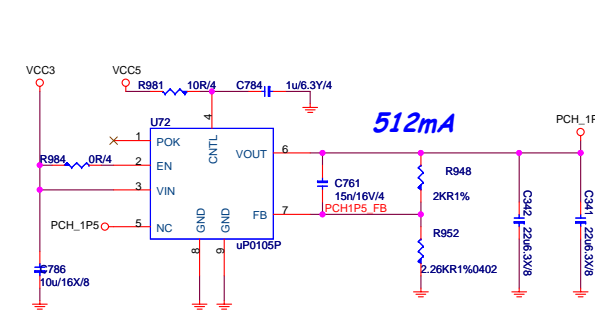 VCC3
VCC5
R981
10R/4
C784
1u/6.3Y/4
512mA
PCH_1P
U72
4
1
POK
CNTL
VOUT
6
R984
0R/4
2
EN
3
VIN
C761
15n/16V/4
R948
2KR1%
PCH_1P5
5
NC
GND
GND
FB
7
PCH1P5_FB
uP0105P
8
9
R952
2.26KR1%0402
C342
22u6.3X/8
C341
22u6.3X/8
C786
10u/16X/8